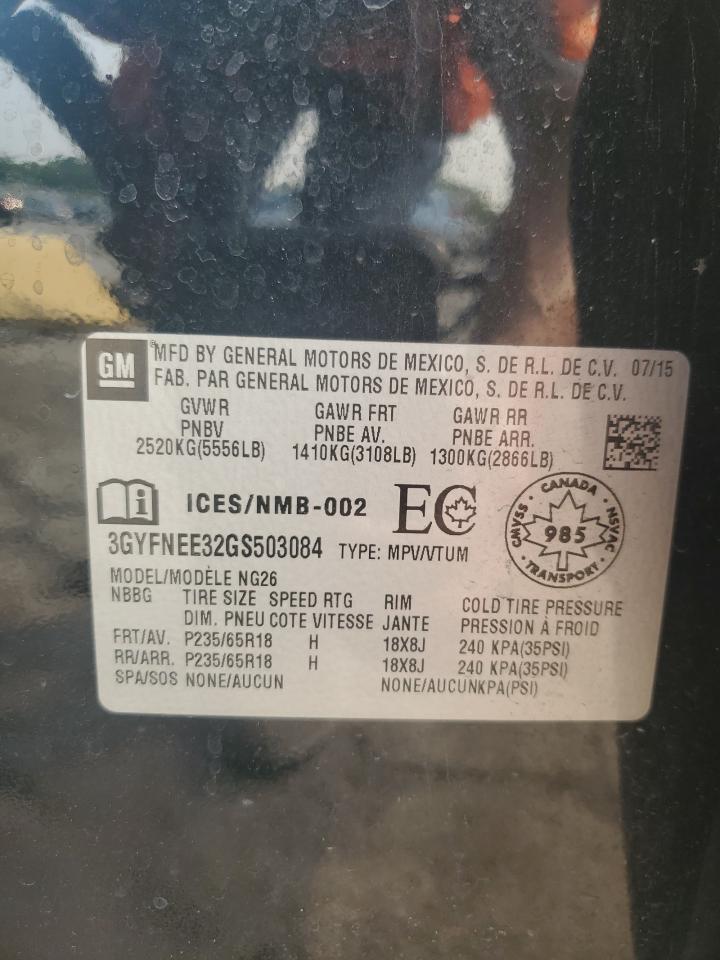 GM
MFD BY GENERAL MOTORS DE MEXICO, S. DE R.L. DE C.V. 07/15
FAB. PAR GENERAL MOTORS DE MEXICO, S. DE R.L. DE C.V.
GVWR GAWR FRT GAWR RR
PNBV PNBE AV. PNBE ARR.
2520KG(5556LB) 1410KG(3108LB) 1300KG(2866LB)
i ICES/NMB-002 EC
CANADA
CMVSS 985 NSVAC
TRANSPORT
3GYFNEE32GS503084 TYPE: MPV/VTUM
MODEL/MODÈLE NG26
NBBG TIRE SIZE SPEED RTG RIM COLD TIRE PRESSURE
DIM. PNEU COTE VITESSE JANTE PRESSION À FROID
FRT/AV. P235/65R18 H 18X8J 240 KPA(35PSI)
RR/ARR. P235/65R18 H 18X8J 240 KPA(35PSI)
SPA/SOS NONE/AUCUN NONE/AUCUNKPA(PSI)